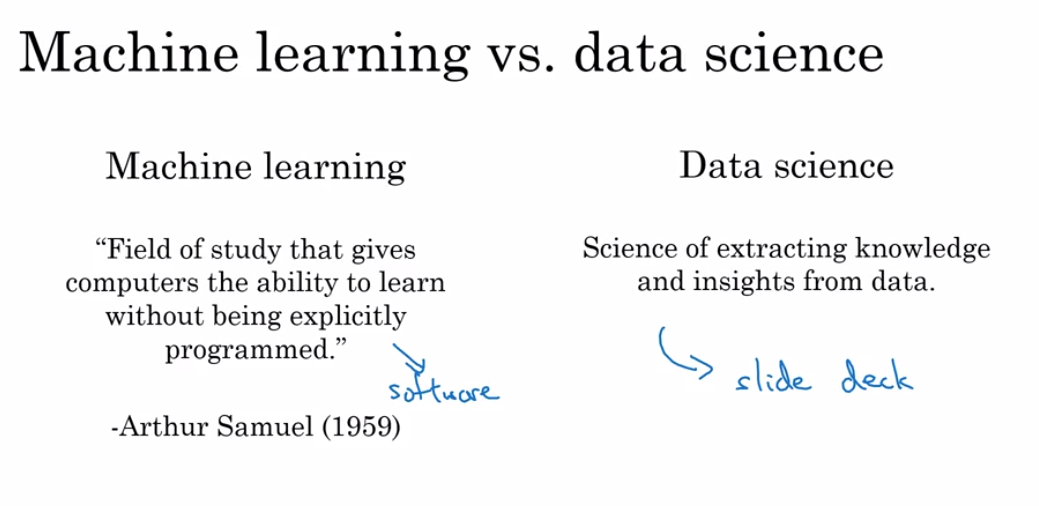 Machine learning vs. data science
Machine learning
“Field of study that gives
computers the ability to learn
without being explicitly
programmed.”
software
-Arthur Samuel (1959)
Data science
Science of extracting knowledge
and insights from data.
slide deck